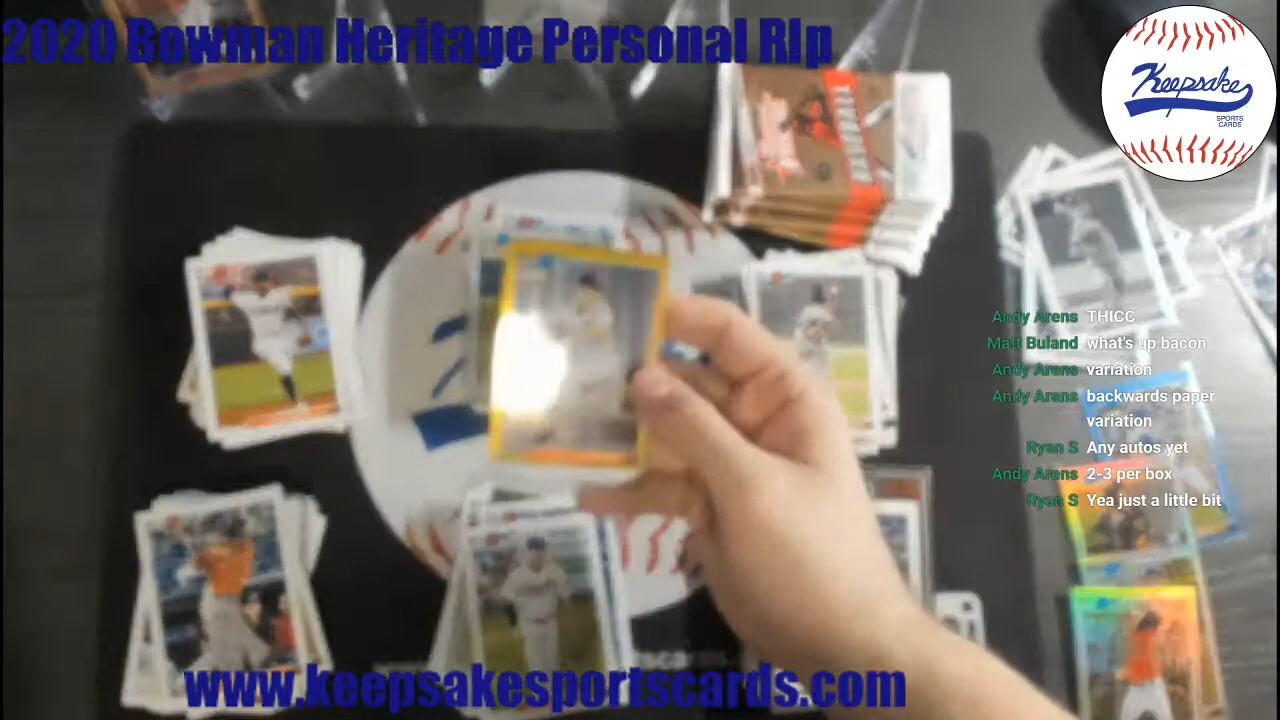 2020 Bowman Heritage Personal RIp
Keepsake
SPORTS
CARDS
Andy Arens THICC
Matt Buland what's up bacon
Andy Arens variation
Andy Arens backwards paper
variation
Ryan S Any autos yet
Andy Arens 2-3 per box
Ryan S Yea just a little bit
www.keepsakesportscards.com